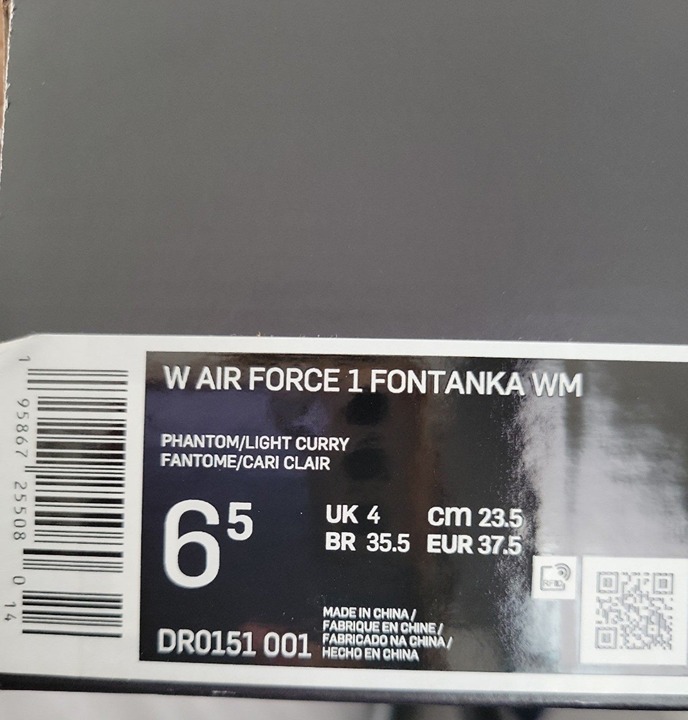 W AIR FORCE 1 FONTANKA WM
PHANTOM/LIGHT CURRY
FANTOME/CARI CLAIR
6⁵
UK 4 cm 23.5
BR 35.5 EUR 37.5
DR0151 001
MADE IN CHINA /
FABRIQUE EN CHINE /
FABRICADO NA CHINA /
HECHO EN CHINA
1 95867 25508 0 14